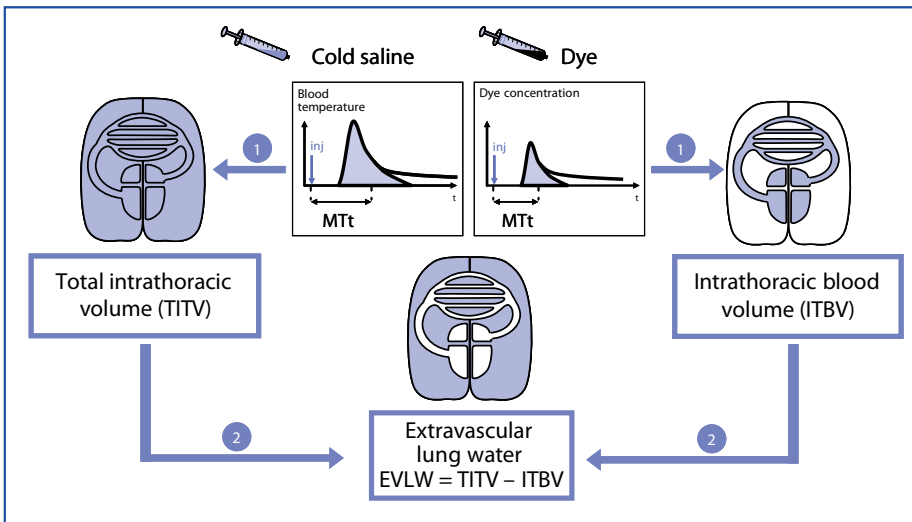 Cold saline
Dye
Blood
temperature
inj
t
MTt
Dye concentration
inj
t
MTt
1
1
Total intrathoracic
volume (TITV)
Intrathoracic blood
volume (ITBV)
2
2
Extravascular
lung water
EVLW = TITV – ITBV